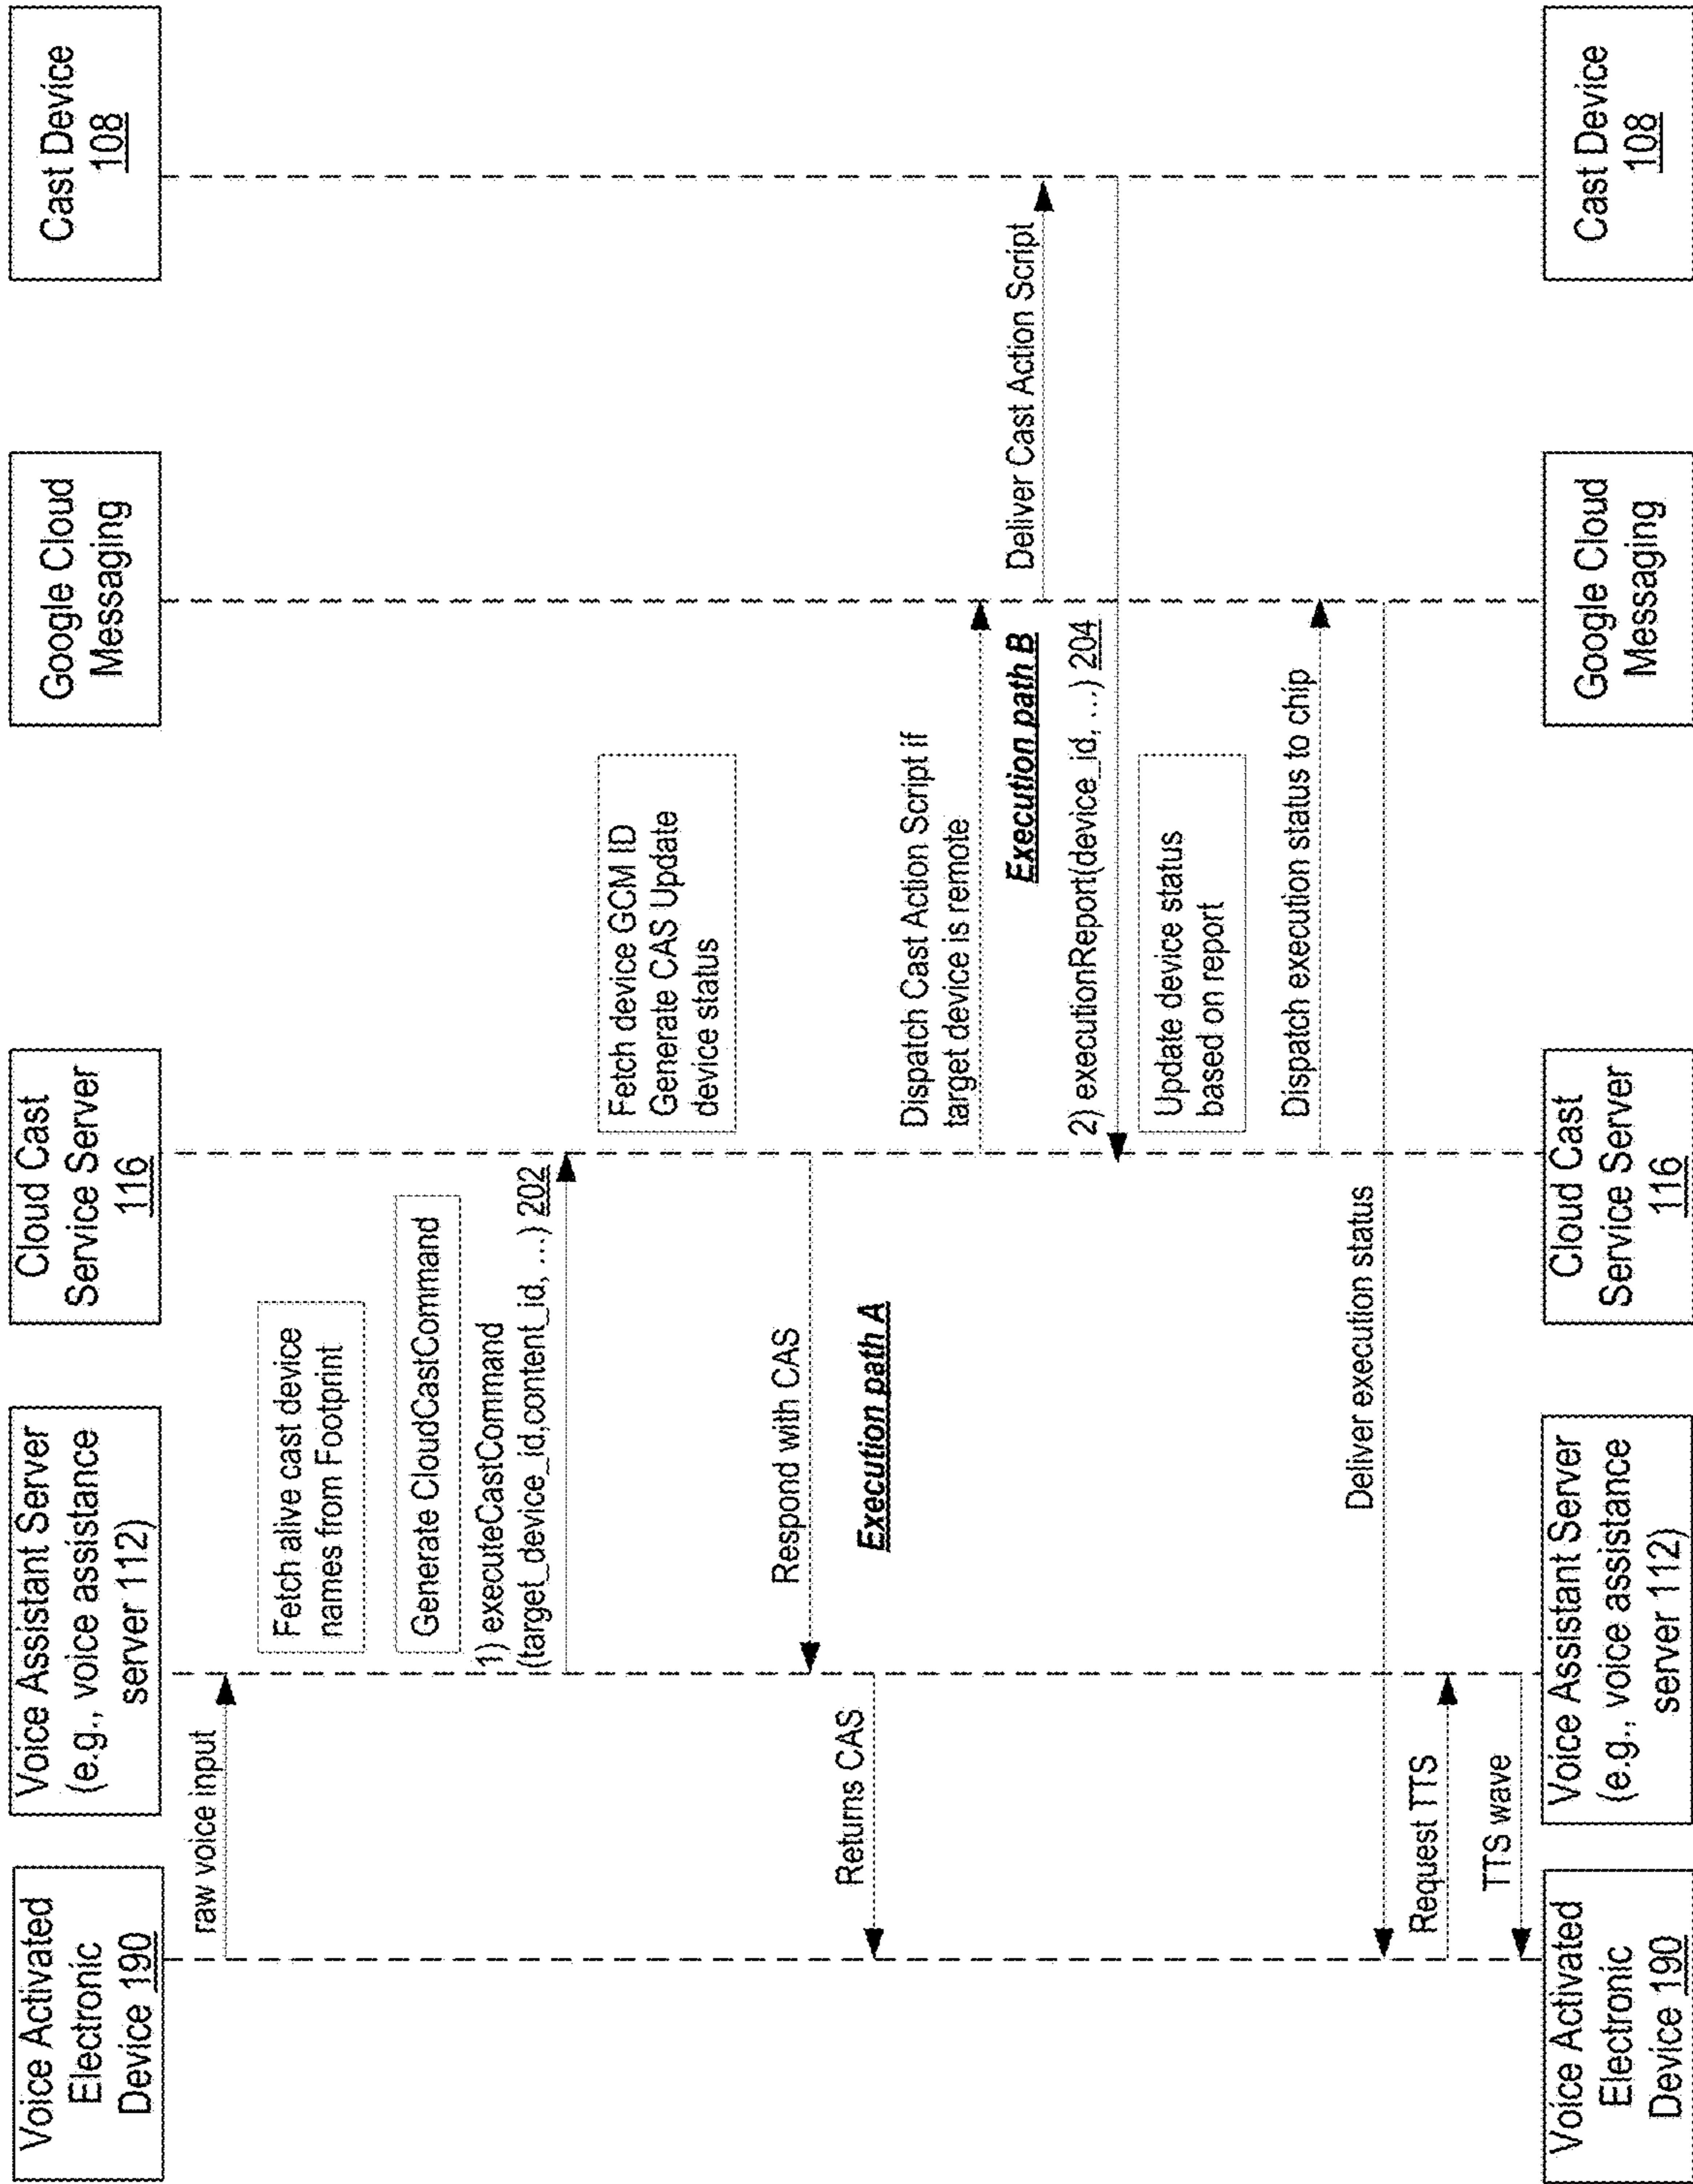 Voice Activated
Electronic
Device 190
Voice Assistant Server
(e.g., voice assistance
server 112)
Cloud Cast
Service Server
116
Google Cloud
Messaging
Cast Device
108
raw voice input
Fetch alive cast device
names from Footprint
Generate CloudCastCommand
1) executeCastCommand
(target_device_id,content_id, ...) 202
Fetch device GCM ID
Generate CAS Update
device status
Respond with CAS
Returns CAS
Execution path A
Dispatch Cast Action Script if
target device is remote
Deliver Cast Action Script
Execution path B
2) executionReport(device_id, ...) 204
Update device status
based on report
Dispatch execution status to chip
Deliver execution status
Request TTS
TTS wave
Voice Activated
Electronic
Device 190
Voice Assistant Server
(e.g., voice assistance
server 112)
Cloud Cast
Service Server
116
Google Cloud
Messaging
Cast Device
108